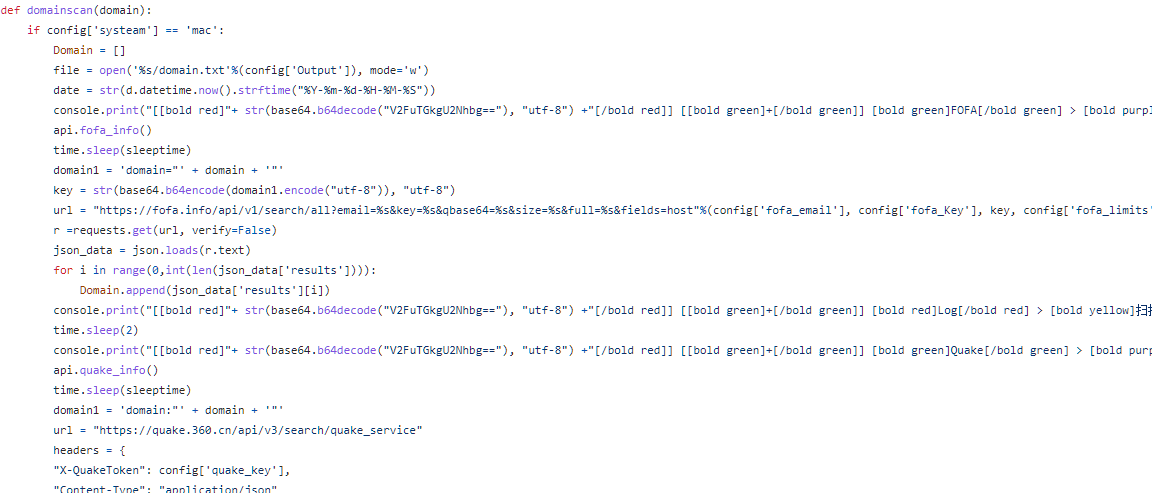 def domainscan(domain):
if config['systeam'] == 'mac':
Domain = []
file = open('%s/domain.txt'%(config['Output']), mode='w')
date = str(d.datetime.now().strftime("%Y-%m-%d-%H-%M-%S"))
console.print("[[bold red]"+ str(base64.b64decode("V2FuTGkgU2Nhbg=="), "utf-8") +"[/bold red]] [[bold green]+[/bold green]] [bold green]FOFA[/bold green] > [bold purpl
api.fofa_info()
time.sleep(sleeptime)
domain1 = 'domain="' + domain + '"'
key = str(base64.b64encode(domain1.encode("utf-8")), "utf-8")
url = "https://fofa.info/api/v1/search/all?email=%s&key=%s&qbase64=%s&size=%s&full=%s&fields=host"%(config['fofa_email'], config['fofa_Key'], key, config['fofa_limits'
r =requests.get(url, verify=False)
json_data = json.loads(r.text)
for i in range(0,int(len(json_data['results']))):
Domain.append(json_data['results'][i])
console.print("[[bold red]"+ str(base64.b64decode("V2FuTGkgU2Nhbg=="), "utf-8") +"[/bold red]] [[bold green]+[/bold green]] [bold red]Log[/bold red] > [bold yellow]扫
time.sleep(2)
console.print("[[bold red]"+ str(base64.b64decode("V2FuTGkgU2Nhbg=="), "utf-8") +"[/bold red]] [[bold green]+[/bold green]] [bold green]Quake[/bold green] > [bold purp
api.quake_info()
time.sleep(sleeptime)
domain1 = 'domain:"' + domain + '"'
url = "https://quake.360.cn/api/v3/search/quake_service"
headers = {
"X-QuakeToken": config['quake_key'],
"Content-Type": "application/json"